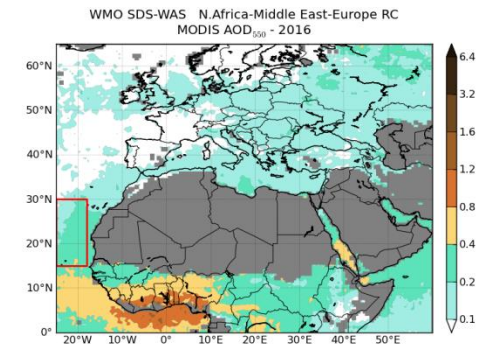 WMO SDS-WAS N.Africa-Middle East-Europe RC
MODIS AOD₅₅₀ - 2016
60°N
50°N
40°N
30°N
20°N
10°N
0°
20°W 10°W 0° 10°E 20°E 30°E 40°E 50°E
6.4
3.2
1.6
1.2
0.8
0.4
0.2
0.1